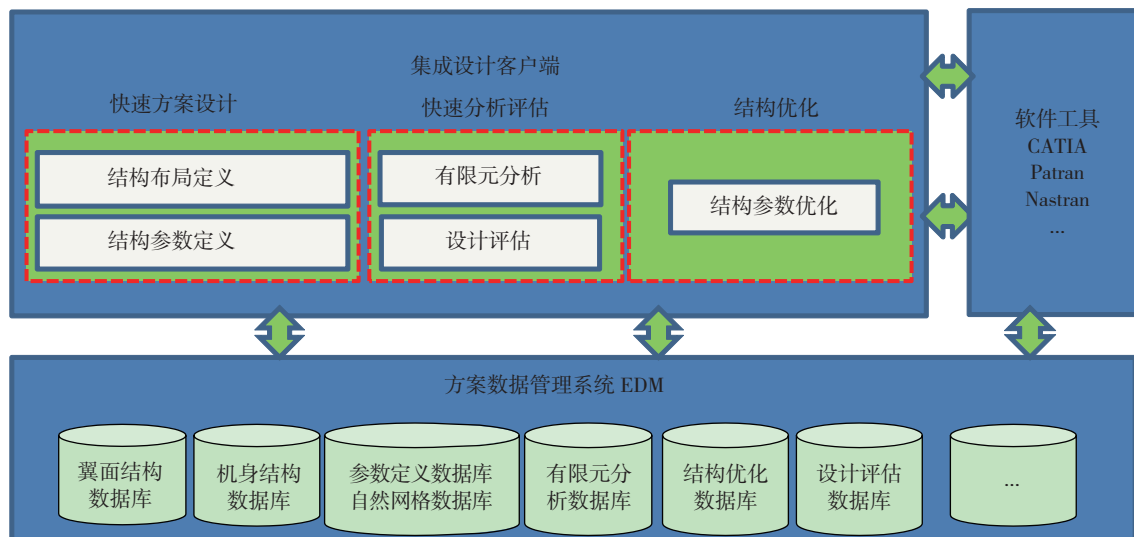 集成设计客户端
快速方案设计
快速分析评估
结构优化
结构布局定义
结构参数定义
有限元分析
设计评估
结构参数优化
软件工具
CATIA
Patran
Nastran
...
方案数据管理系统 EDM
翼面结构
数据库
机身结构
数据库
参数定义数据库
自然网格数据库
有限元分
析数据库
结构优化
数据库
设计评估
数据库
...